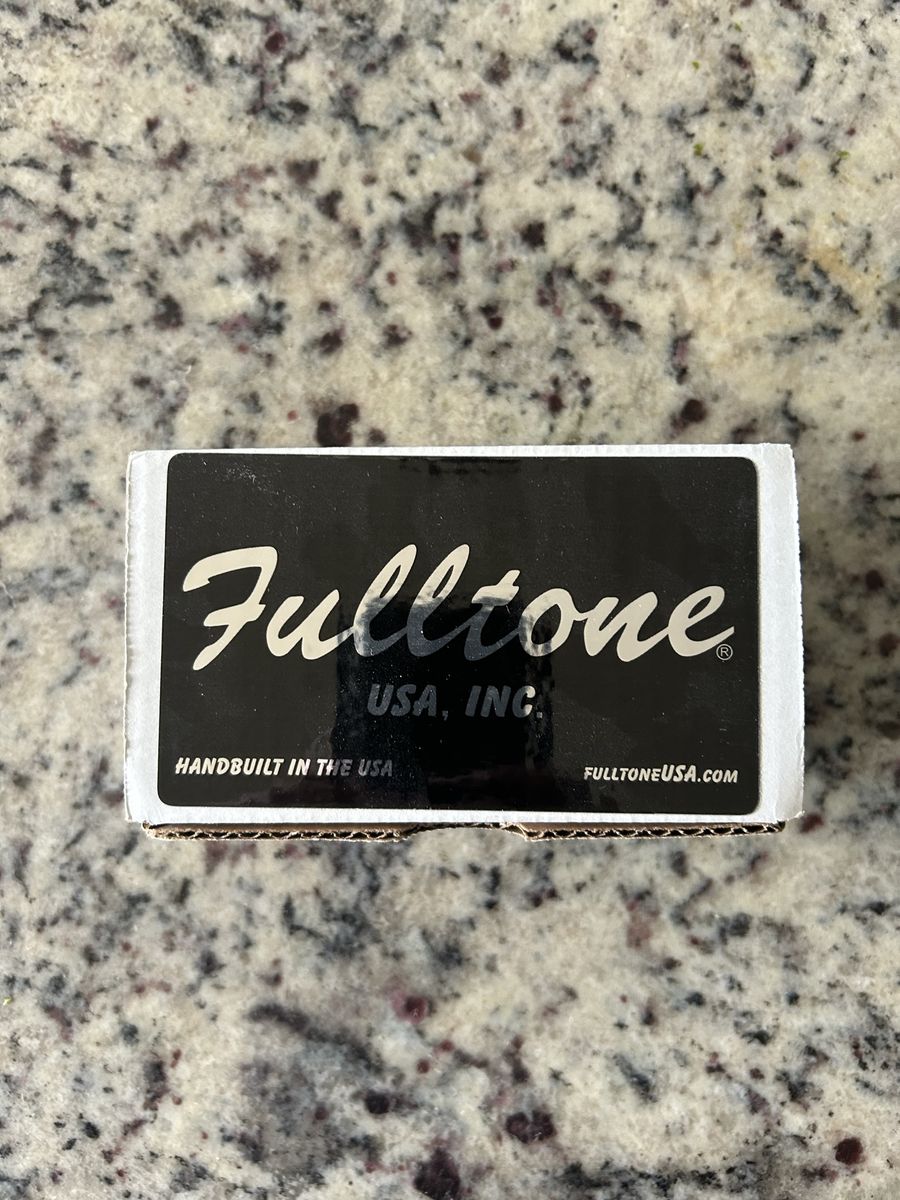 Fulltone®
USA, INC.
HANDBUILT IN THE USA
FULLTONEUSA.COM